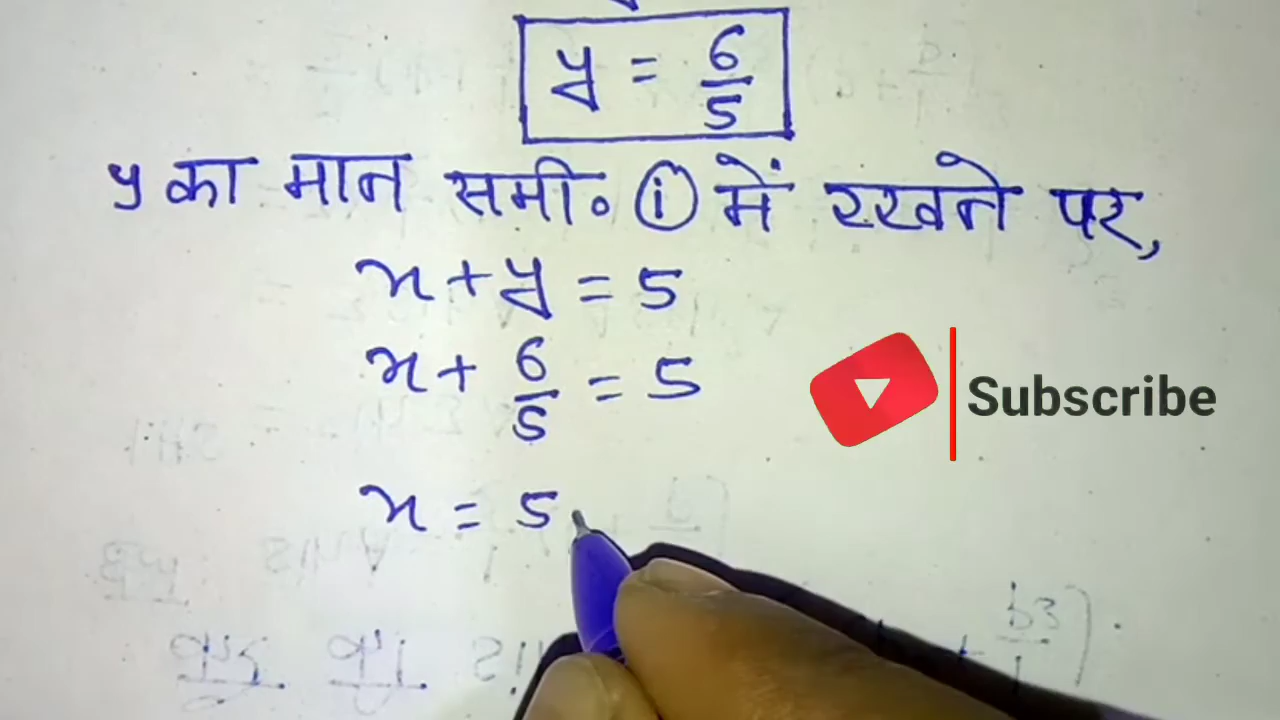 y = 6/5
y का मान समी० (i) में रखने पर,
x + y = 5
x + 6/5 = 5
Subscribe
x = 5